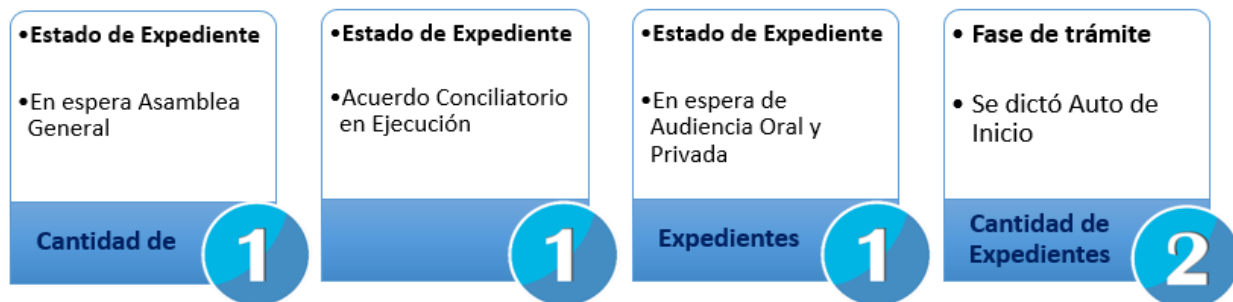 •Estado de Expediente
•En espera Asamblea
General
Cantidad de
1
•Estado de Expediente
•Acuerdo Conciliatorio
en Ejecución
1
•Estado de Expediente
•En espera de
Audiencia Oral y
Privada
Expedientes
1
• Fase de trámite
• Se dictó Auto de
Inicio
Cantidad de
Expedientes
2